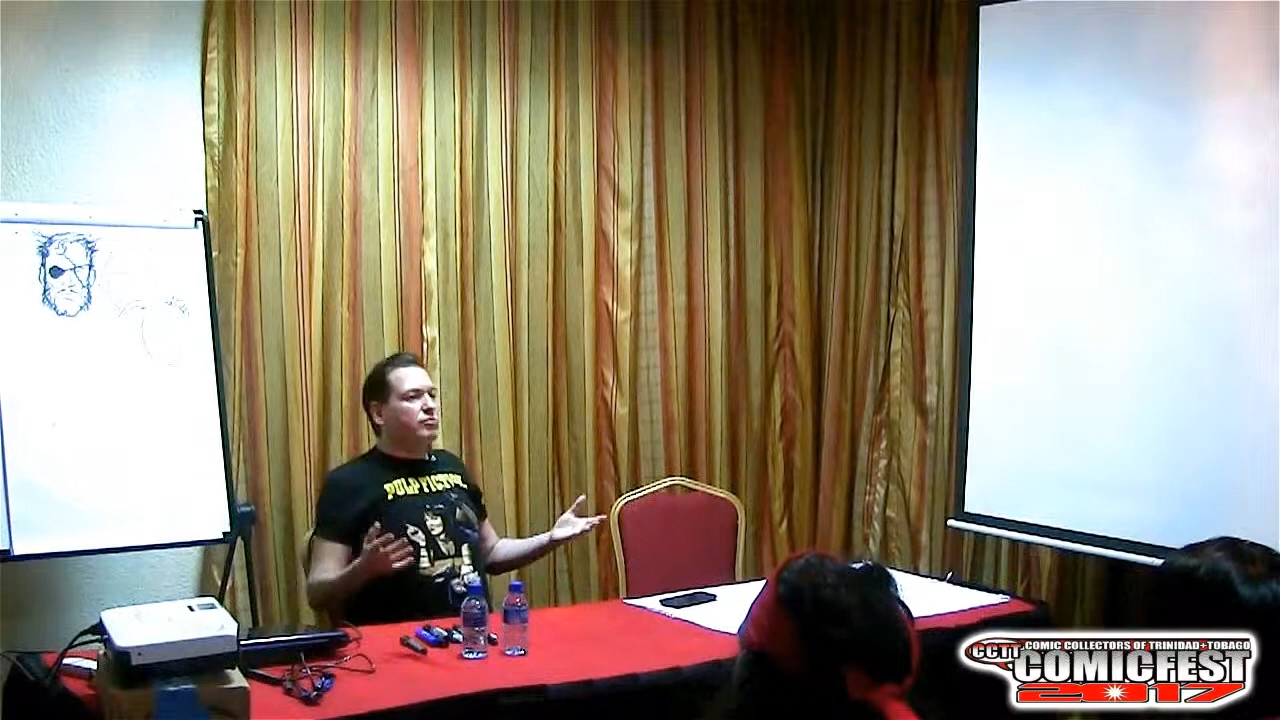 PULP FICTION
CCTT COMIC COLLECTORS OF TRINIDAD+TOBAGO
COMICFEST
2017